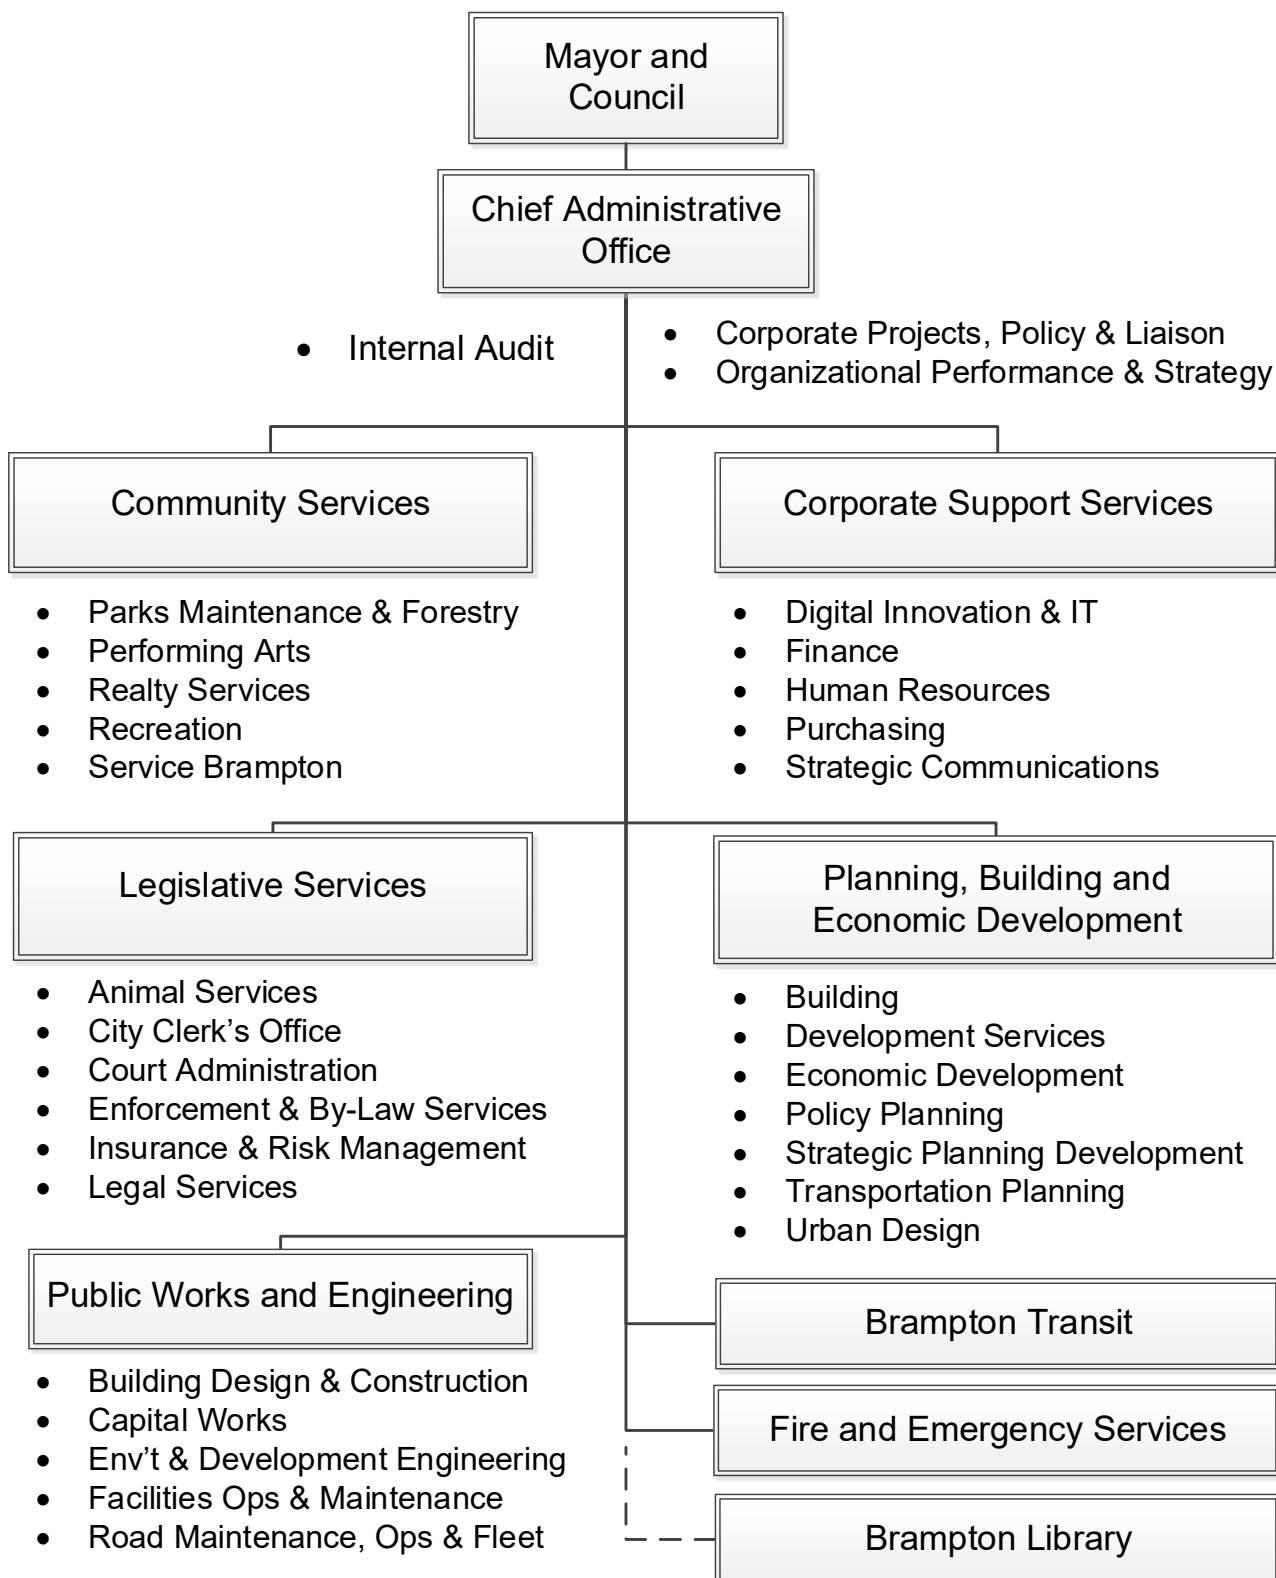 Mayor and
Council
Chief Administrative
Office
• Internal Audit
• Corporate Projects, Policy & Liaison
• Organizational Performance & Strategy
Community Services
• Parks Maintenance & Forestry
• Performing Arts
• Realty Services
• Recreation
• Service Brampton
Corporate Support Services
• Digital Innovation & IT
• Finance
• Human Resources
• Purchasing
• Strategic Communications
Legislative Services
• Animal Services
• City Clerk’s Office
• Court Administration
• Enforcement & By-Law Services
• Insurance & Risk Management
• Legal Services
Planning, Building and
Economic Development
• Building
• Development Services
• Economic Development
• Policy Planning
• Strategic Planning Development
• Transportation Planning
• Urban Design
Public Works and Engineering
• Building Design & Construction
• Capital Works
• Env’t & Development Engineering
• Facilities Ops & Maintenance
• Road Maintenance, Ops & Fleet
Brampton Transit
Fire and Emergency Services
Brampton Library